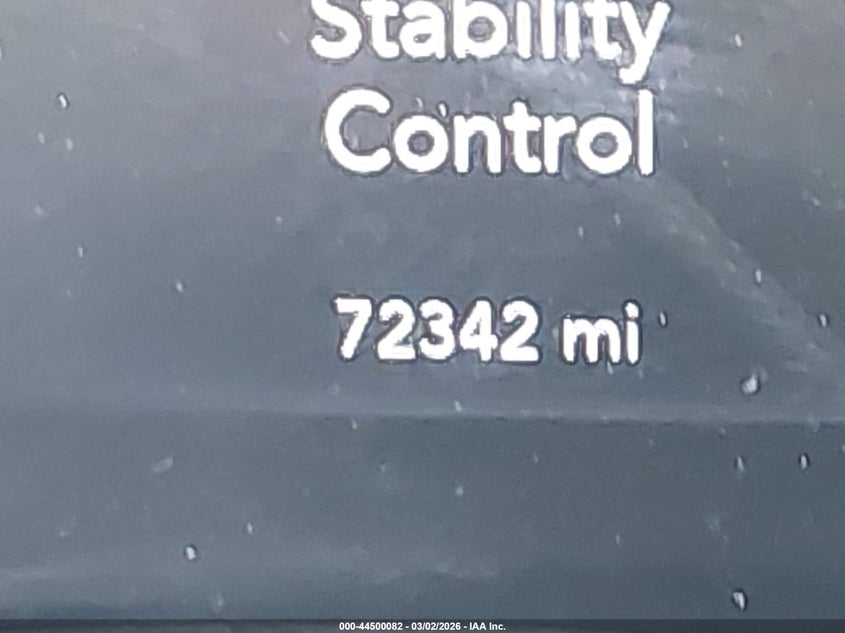 Stability
Control
72342 mi
000-44500082 - 03/02/2026 - IAA Inc.